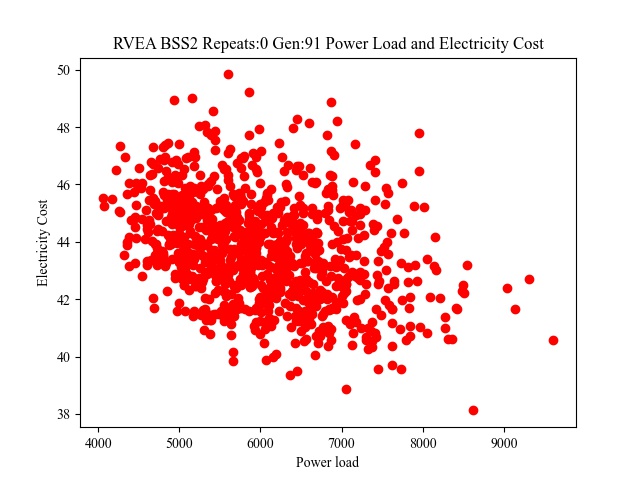 RVEA BSS2 Repeats:0 Gen:91 Power Load and Electricity Cost
50
48
46
44
42
40
38
Electricity Cost
4000 5000 6000 7000 8000 9000
Power load